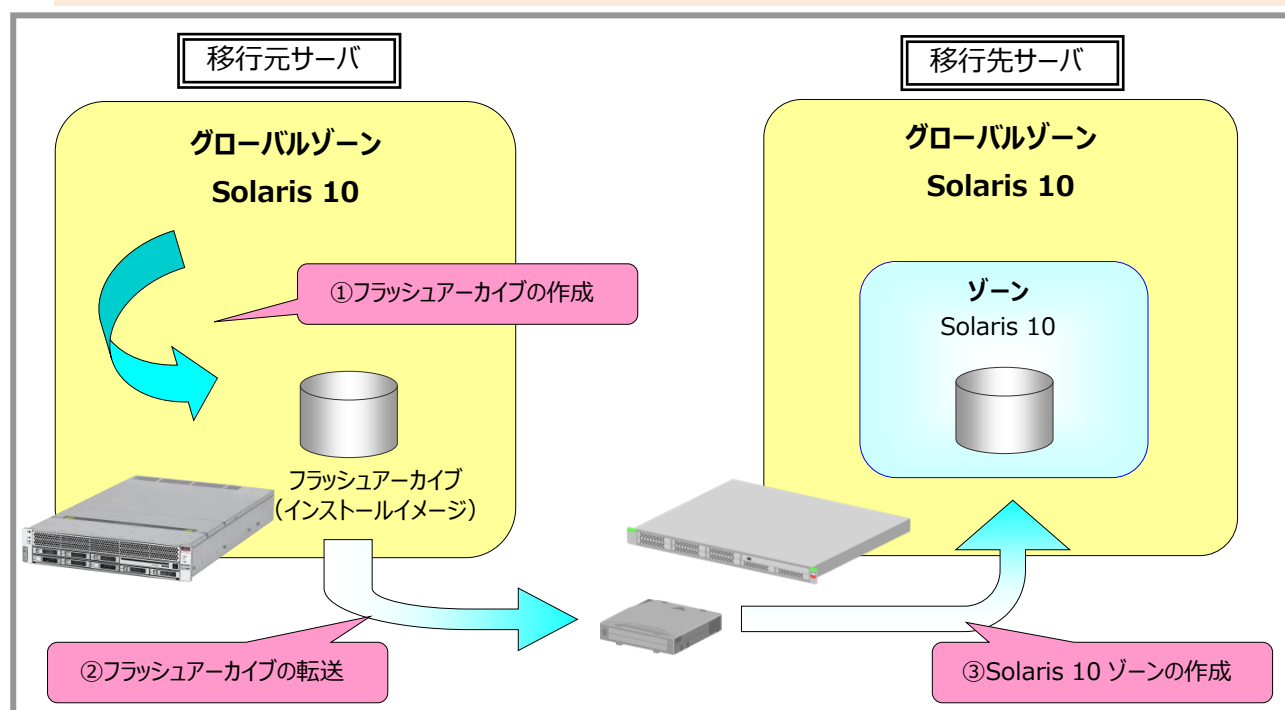 移行元サーバ
グローバルゾーン
Solaris 10
①フラッシュアーカイブの作成
フラッシュアーカイブ
（インストールイメージ）
②フラッシュアーカイブの転送
移行先サーバ
グローバルゾーン
Solaris 10
ゾーン
Solaris 10
③Solaris 10 ゾーンの作成